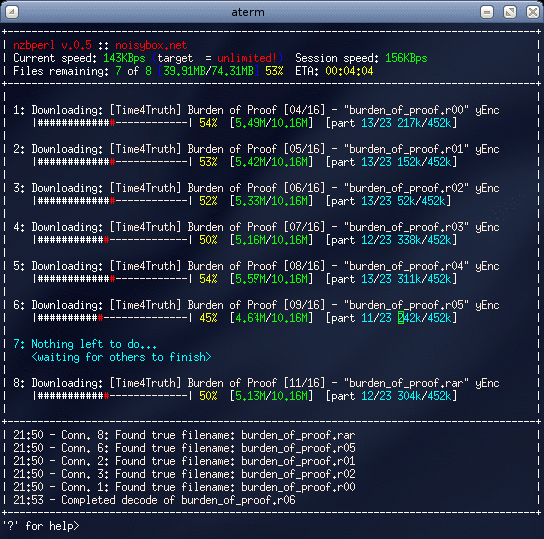 aterm
nzbperl v.0.5 :: noisybox.net
Current speed: 143KBps [target = unlimited!] Session speed: 156KBps
Files remaining: 7 of 8 [39.91MB/74.31MB] 53% ETA: 00:04:04
1: Downloading: [Time4Truth] Burden of Proof [04/16] - "burden_of_proof.r00" yEnc
|############*------------| 54% [5.49M/10.16M] [part 13/23 217k/452k]
2: Downloading: [Time4Truth] Burden of Proof [05/16] - "burden_of_proof.r01" yEnc
|############*------------| 53% [5.42M/10.16M] [part 13/23 152k/452k]
3: Downloading: [Time4Truth] Burden of Proof [06/16] - "burden_of_proof.r02" yEnc
|############*------------| 52% [5.33M/10.16M] [part 13/23 52k/452k]
4: Downloading: [Time4Truth] Burden of Proof [07/16] - "burden_of_proof.r03" yEnc
|###########*-------------| 50% [5.16M/10.16M] [part 12/23 338k/452k]
5: Downloading: [Time4Truth] Burden of Proof [08/16] - "burden_of_proof.r04" yEnc
|############*------------| 54% [5.57M/10.16M] [part 13/23 311k/452k]
6: Downloading: [Time4Truth] Burden of Proof [09/16] - "burden_of_proof.r05" yEnc
|##########*--------------| 45% [4.67M/10.16M] [part 11/23 242k/452k]
7: Nothing left to do...
<waiting for others to finish>
8: Downloading: [Time4Truth] Burden of Proof [11/16] - "burden_of_proof.rar" yEnc
|###########*-------------| 50% [5.13M/10.16M] [part 12/23 304k/452k]
21:50 - Conn. 8: Found true filename: burden_of_proof.rar
21:50 - Conn. 6: Found true filename: burden_of_proof.r05
21:50 - Conn. 2: Found true filename: burden_of_proof.r01
21:50 - Conn. 3: Found true filename: burden_of_proof.r02
21:50 - Conn. 1: Found true filename: burden_of_proof.r00
21:53 - Completed decode of burden_of_proof.r06
'?' for help>